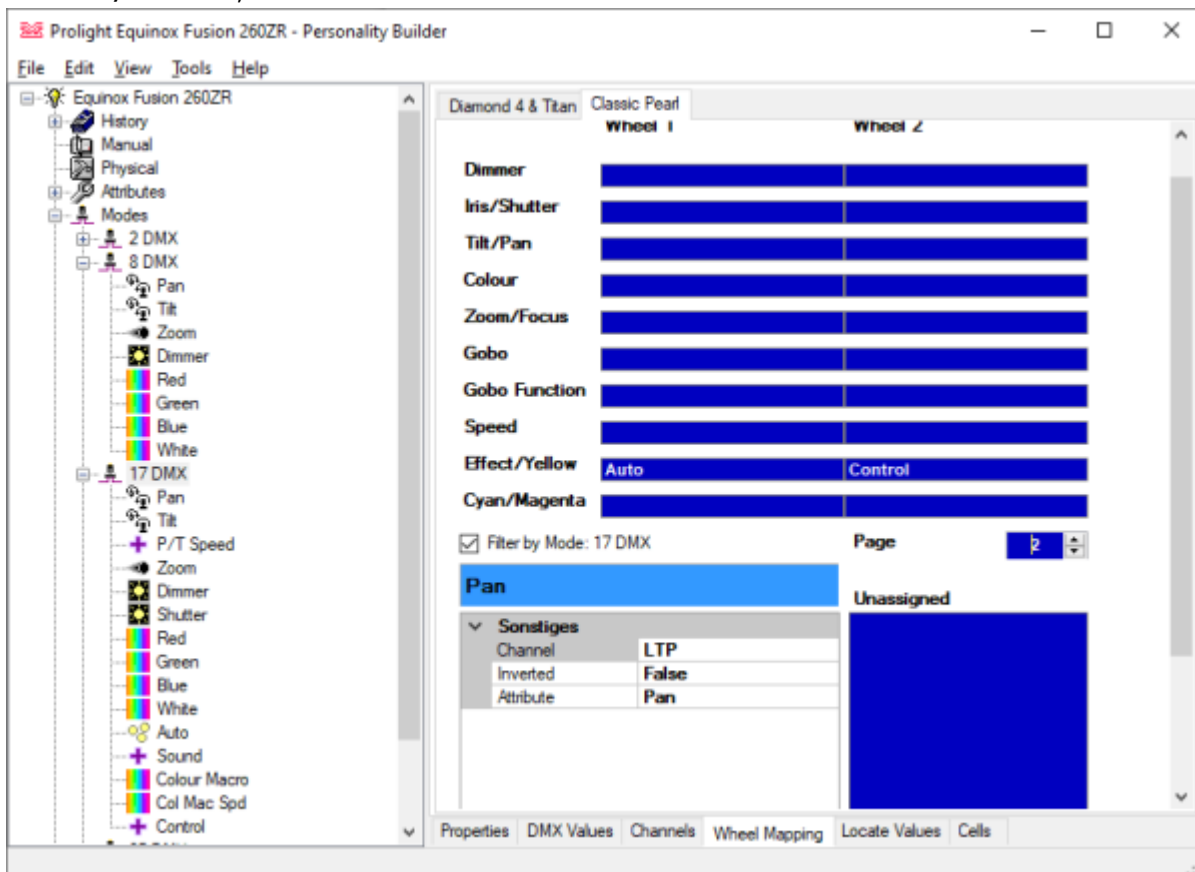 Prolight Equinox Fusion 260ZR - Personality Builder
File Edit View Tools Help
Equinox Fusion 260ZR
History
Manual
Physical
Attributes
Modes
2 DMX
8 DMX
Pan
Tilt
Zoom
Dimmer
Red
Green
Blue
White
17 DMX
Pan
Tilt
P/T Speed
Zoom
Dimmer
Shutter
Red
Green
Blue
White
Auto
Sound
Colour Macro
Col Mac Spd
Control
Diamond 4 & Titan Classic Pearl
Wheel 1 Wheel 2
Dimmer
Iris/Shutter
Tilt/Pan
Colour
Zoom/Focus
Gobo
Gobo Function
Speed
Effect/Yellow Auto Control
Cyan/Magenta
Filter by Mode: 17 DMX Page 2
Pan
Unassigned
Sonstiges
Channel LTP
Inverted False
Attribute Pan
Properties DMX Values Channels Wheel Mapping Locate Values Cells